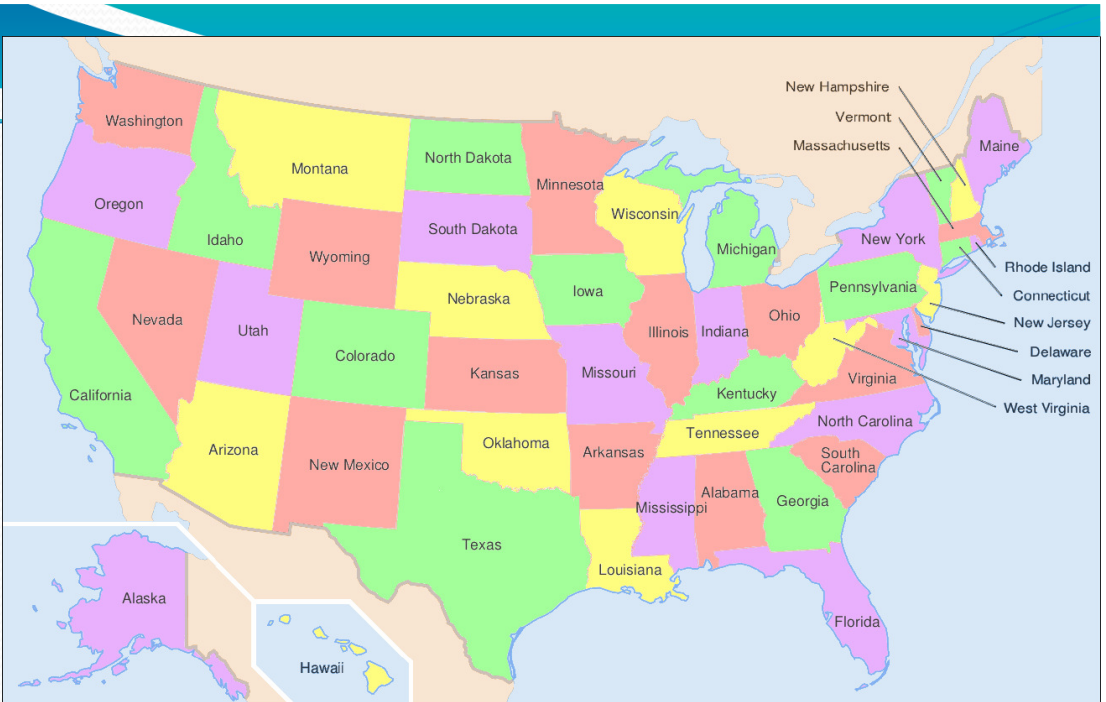 New Hampshire
Vermont
Massachusetts
Washington
Maine
North Dakota
Montana
Minnesota
Oregon
Wisconsin
South Dakota
Idaho
New York
Michigan
Wyoming
Rhode Island
Pennsylvania
Iowa
Nebraska
Connecticut
Ohio
Nevada
New Jersey
Utah
Illinois
Indiana
Colorado
Delaware
Kansas
Missouri
Virginia
Maryland
California
Kentucky
West Virginia
North Carolina
Tennessee
Oklahoma
Arizona
Arkansas
South
Carolina
New Mexico
Alabama
Georgia
Mississippi
Texas
Louisiana
Alaska
Florida
Hawaii